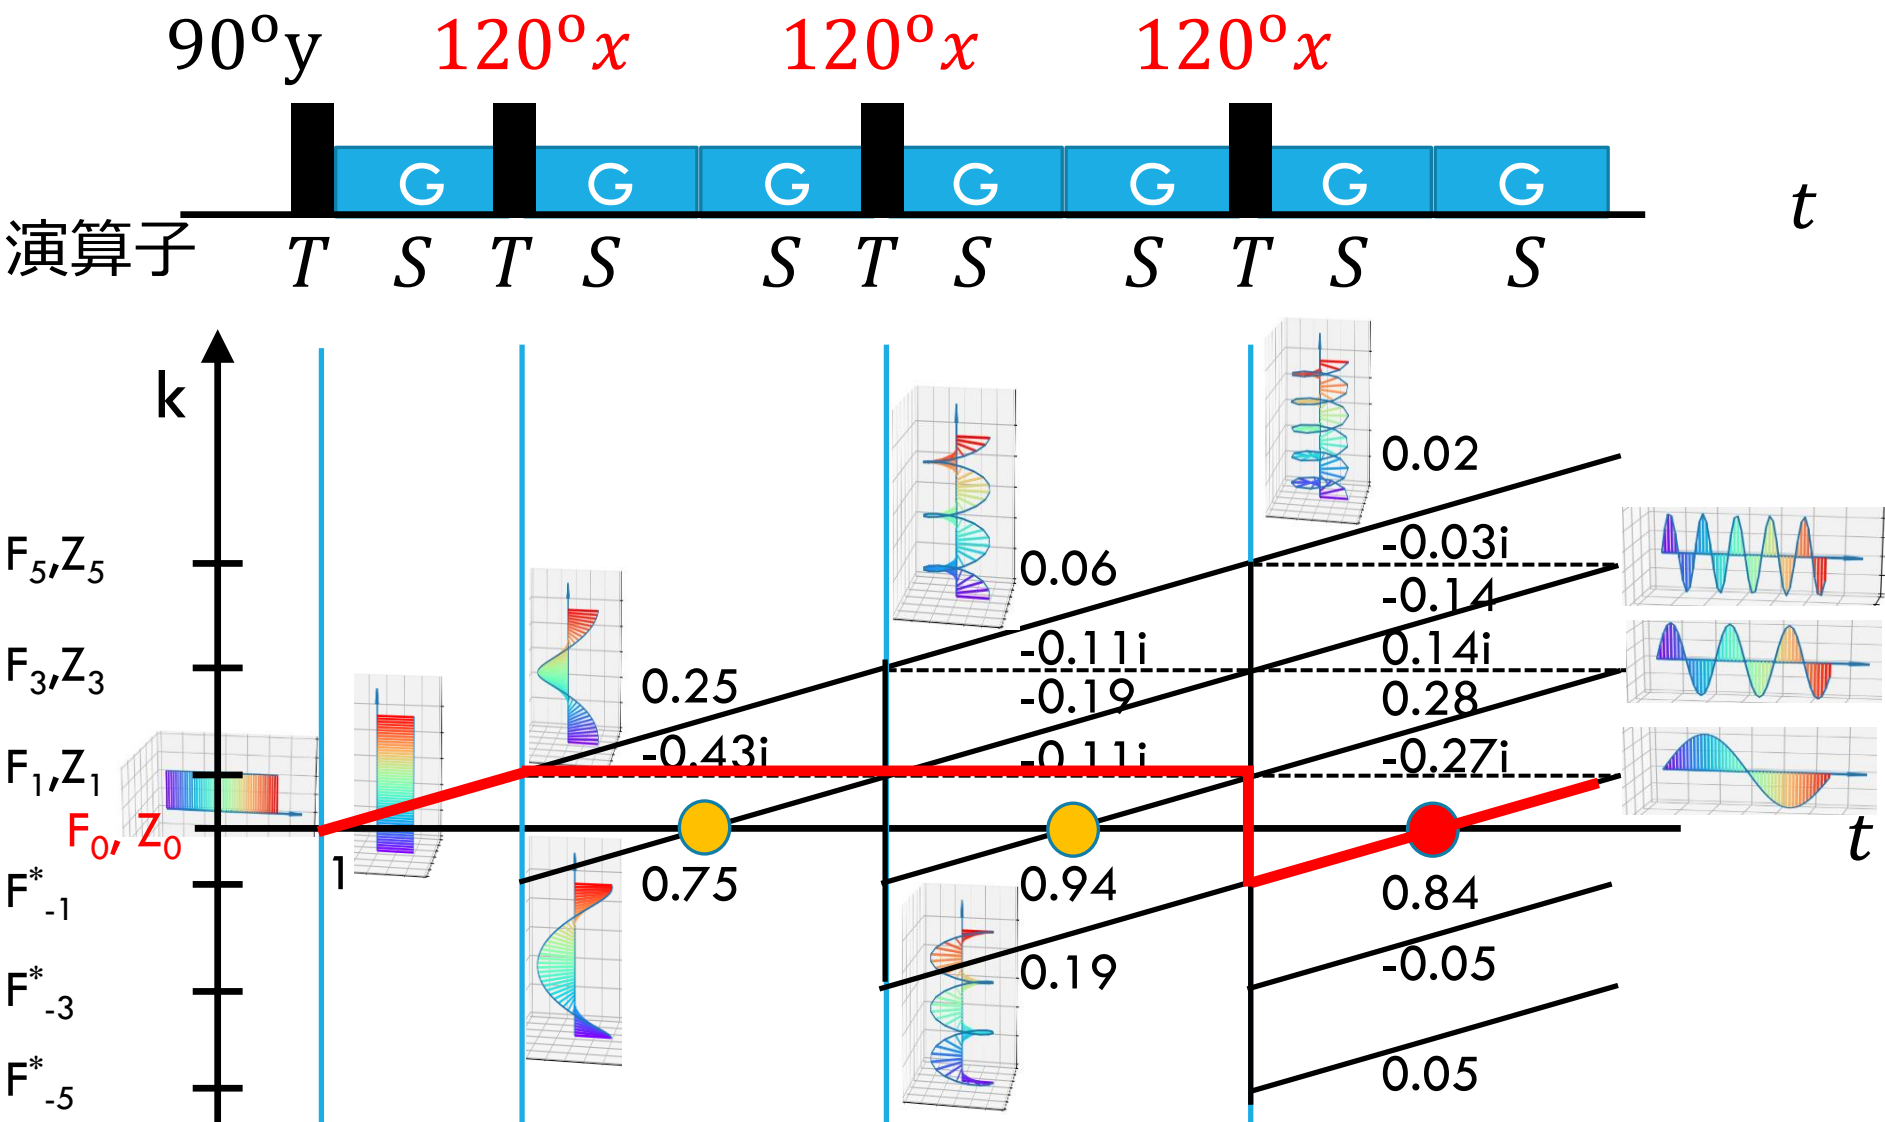 90°y 120°x 120°x 120°x
G G G G G G G
t
演算子 T S T S S T S S T S S
k
0.02
-0.03i
F5,Z5 0.06 -0.14
-0.11i 0.14i
F3,Z3 0.25 -0.19 0.28
-0.43i -0.11i -0.27i
F1,Z1
F0, Z0 t
1
F*-1 0.75 0.94 0.84
F*-3 0.19 -0.05
F*-5 0.05